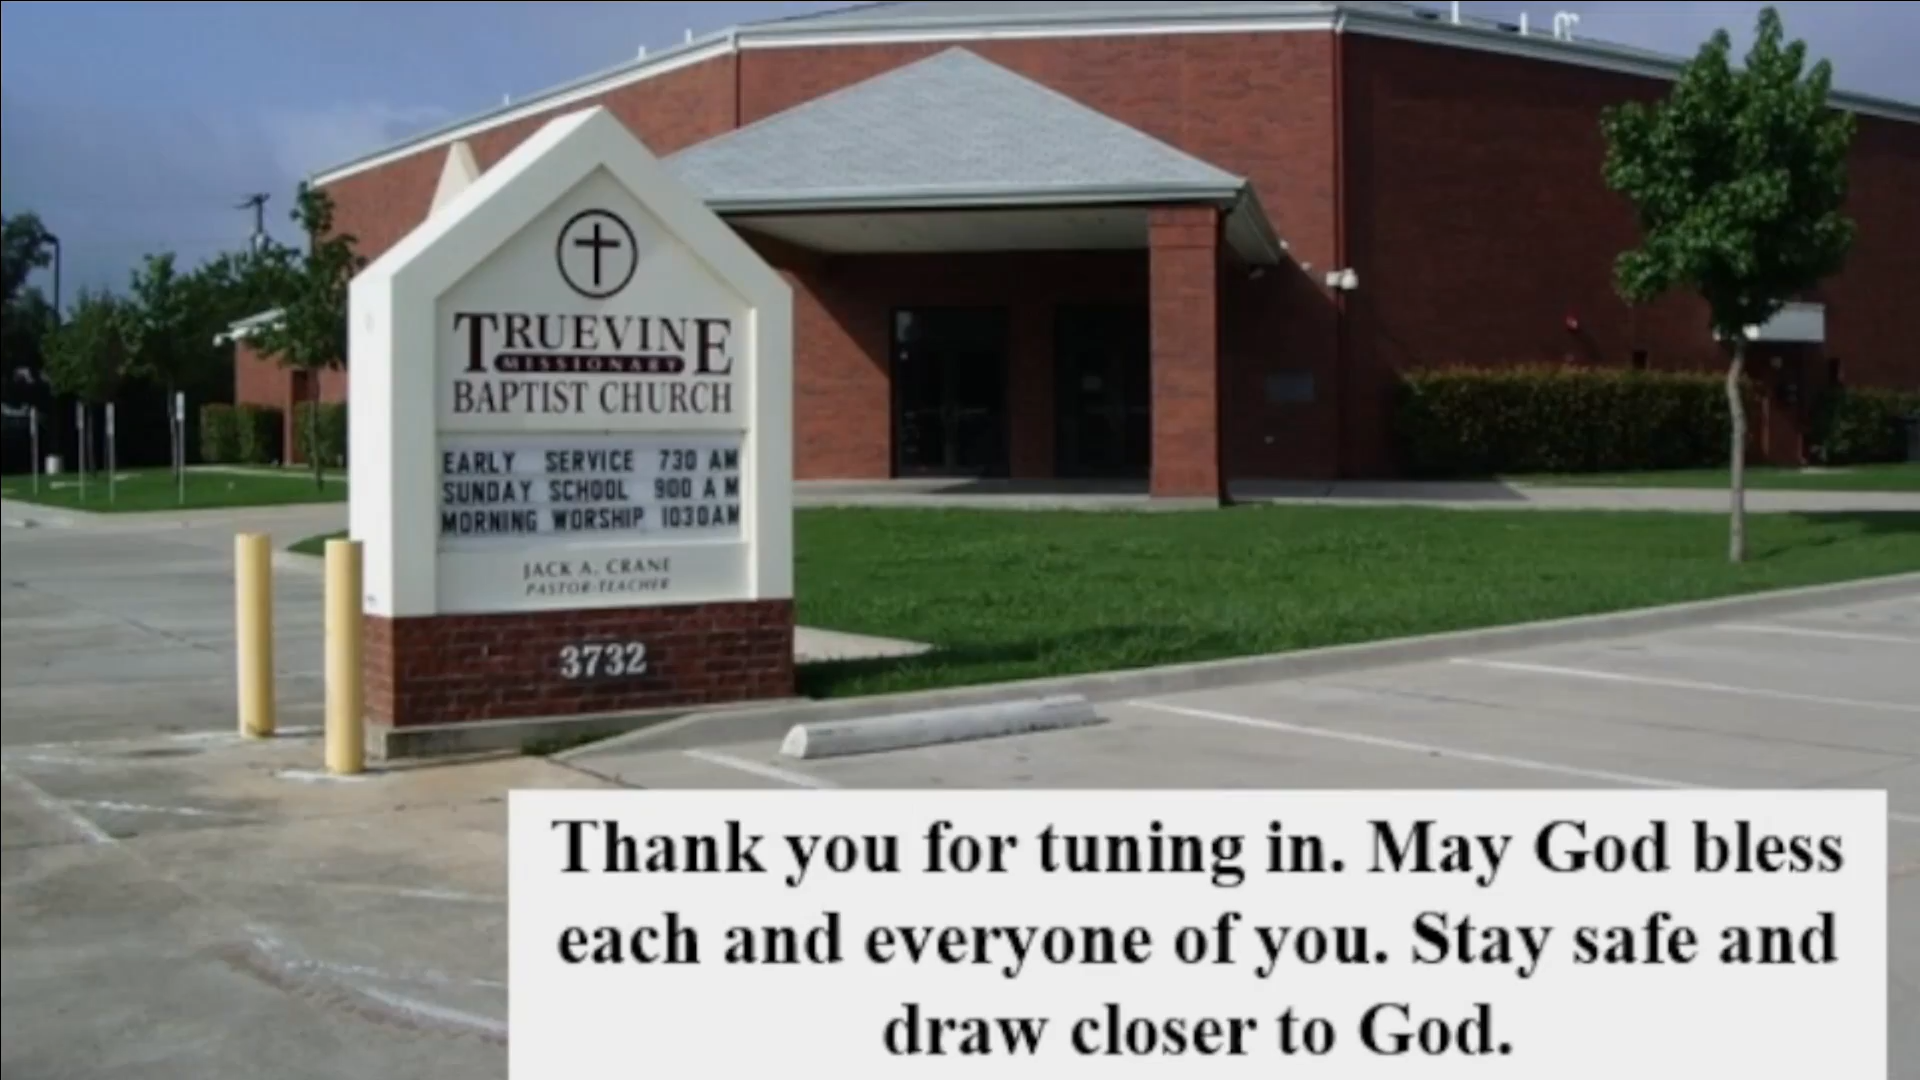 TRUEVINE
MISSIONARY
BAPTIST CHURCH
EARLY SERVICE 730 AM
SUNDAY SCHOOL 900 A M
MORNING WORSHIP 1030AM
JACK A. CRANE
PASTOR-TEACHER
3732
Thank you for tuning in. May God bless
each and everyone of you. Stay safe and
draw closer to God.